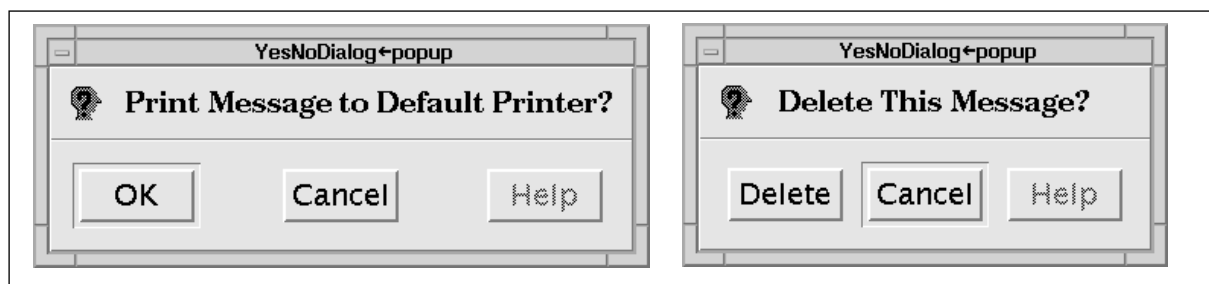 YesNoDialog←popup
Print Message to Default Printer?
OK Cancel Help
YesNoDialog←popup
Delete This Message?
Delete Cancel Help